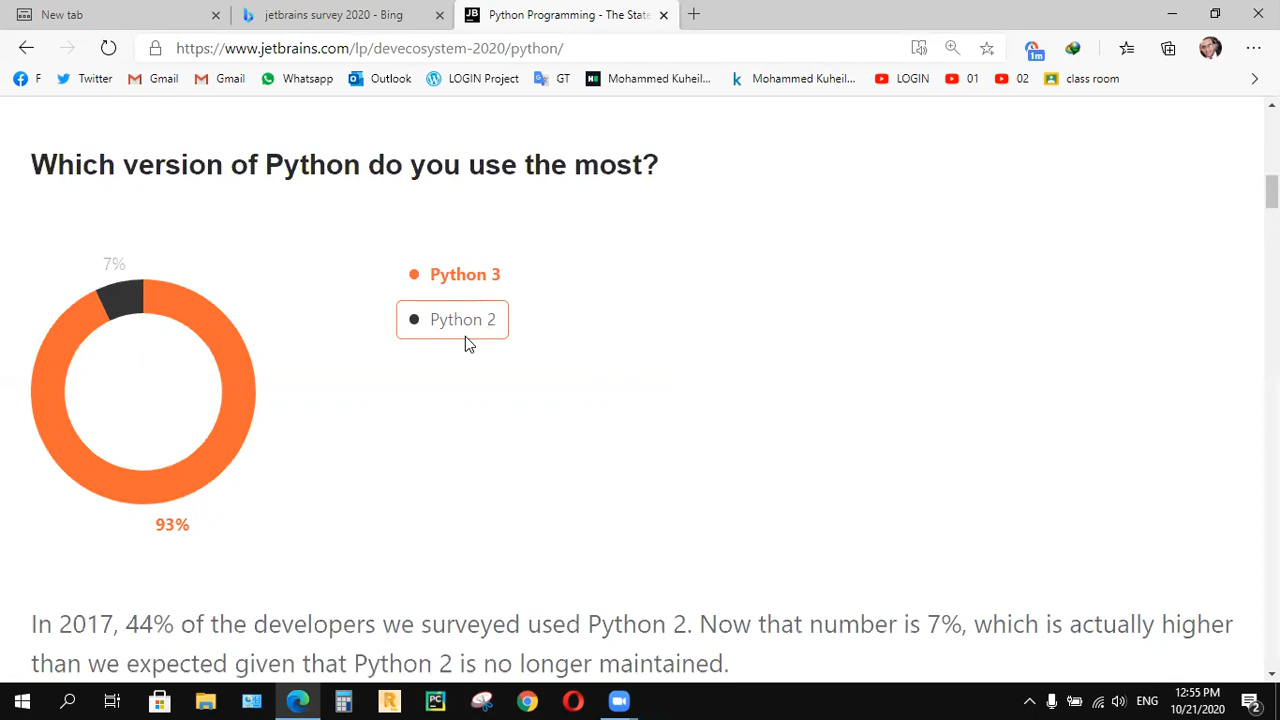 New tab
jetbrains survey 2020 - Bing
JB
Python Programming - The State
https://www.jetbrains.com/lp/devecosystem-2020/python/
1m
F
Twitter
Gmail
Gmail
Whatsapp
Outlook
LOGIN Project
GT
Mohammed Kuheil...
Mohammed Kuheil...
LOGIN
01
02
class room
Which version of Python do you use the most?
7%
Python 3
Python 2
93%
In 2017, 44% of the developers we surveyed used Python 2. Now that number is 7%, which is actually higher
than we expected given that Python 2 is no longer maintained.
ENG
12:55 PM
10/21/2020
2